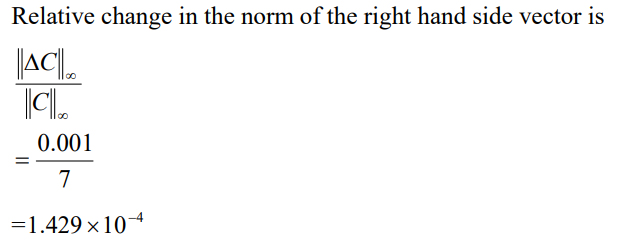 Relative change in the norm of the right hand side vector is
‖ΔC‖∞
‖C‖∞
= 0.001
7
=1.429×10⁻⁴